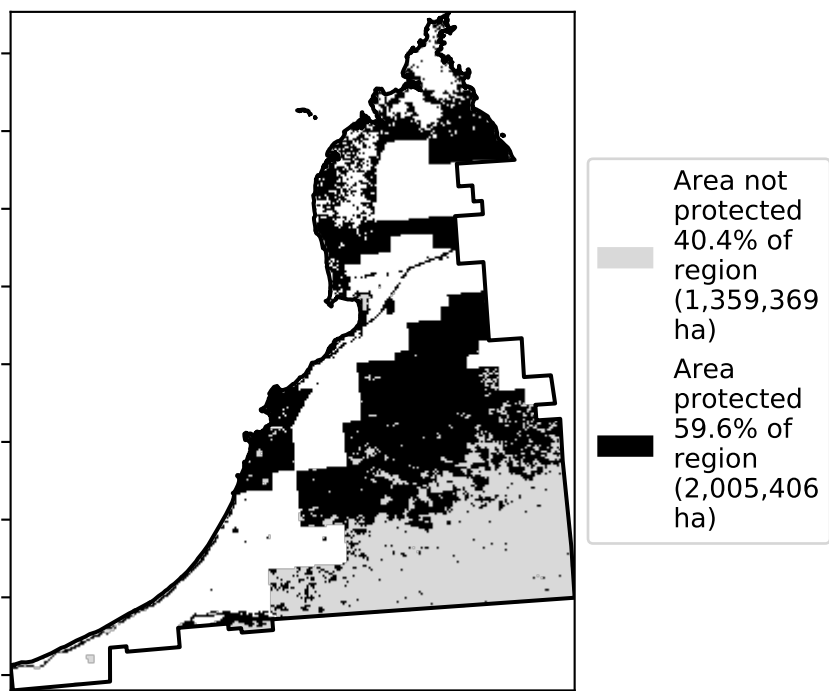 Area not
protected
40.4% of
region
(1,359,369
ha)
Area
protected
59.6% of
region
(2,005,406
ha)